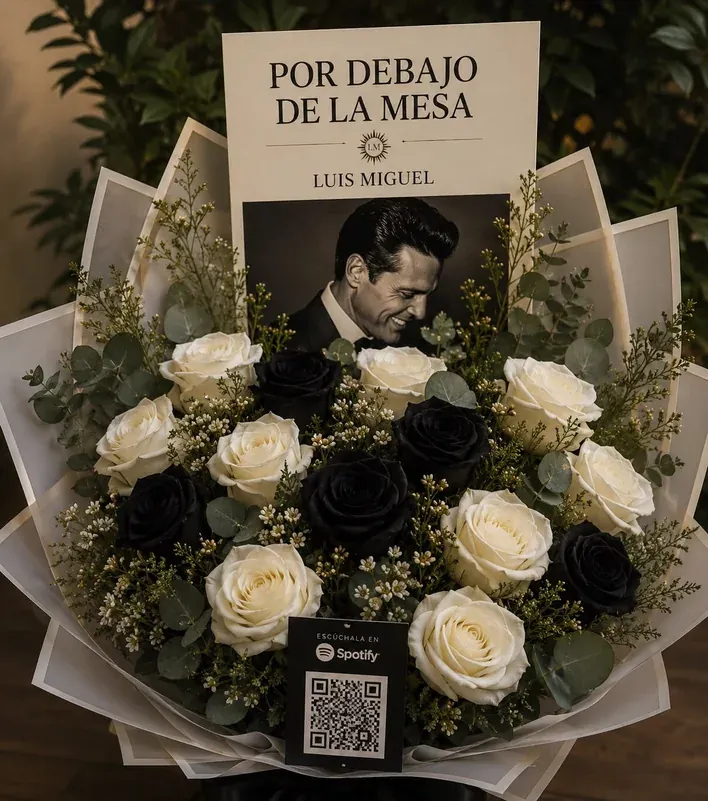 POR DEBAJO
DE LA MESA
LM
LUIS MIGUEL
ESCÚCHALA EN
Spotify